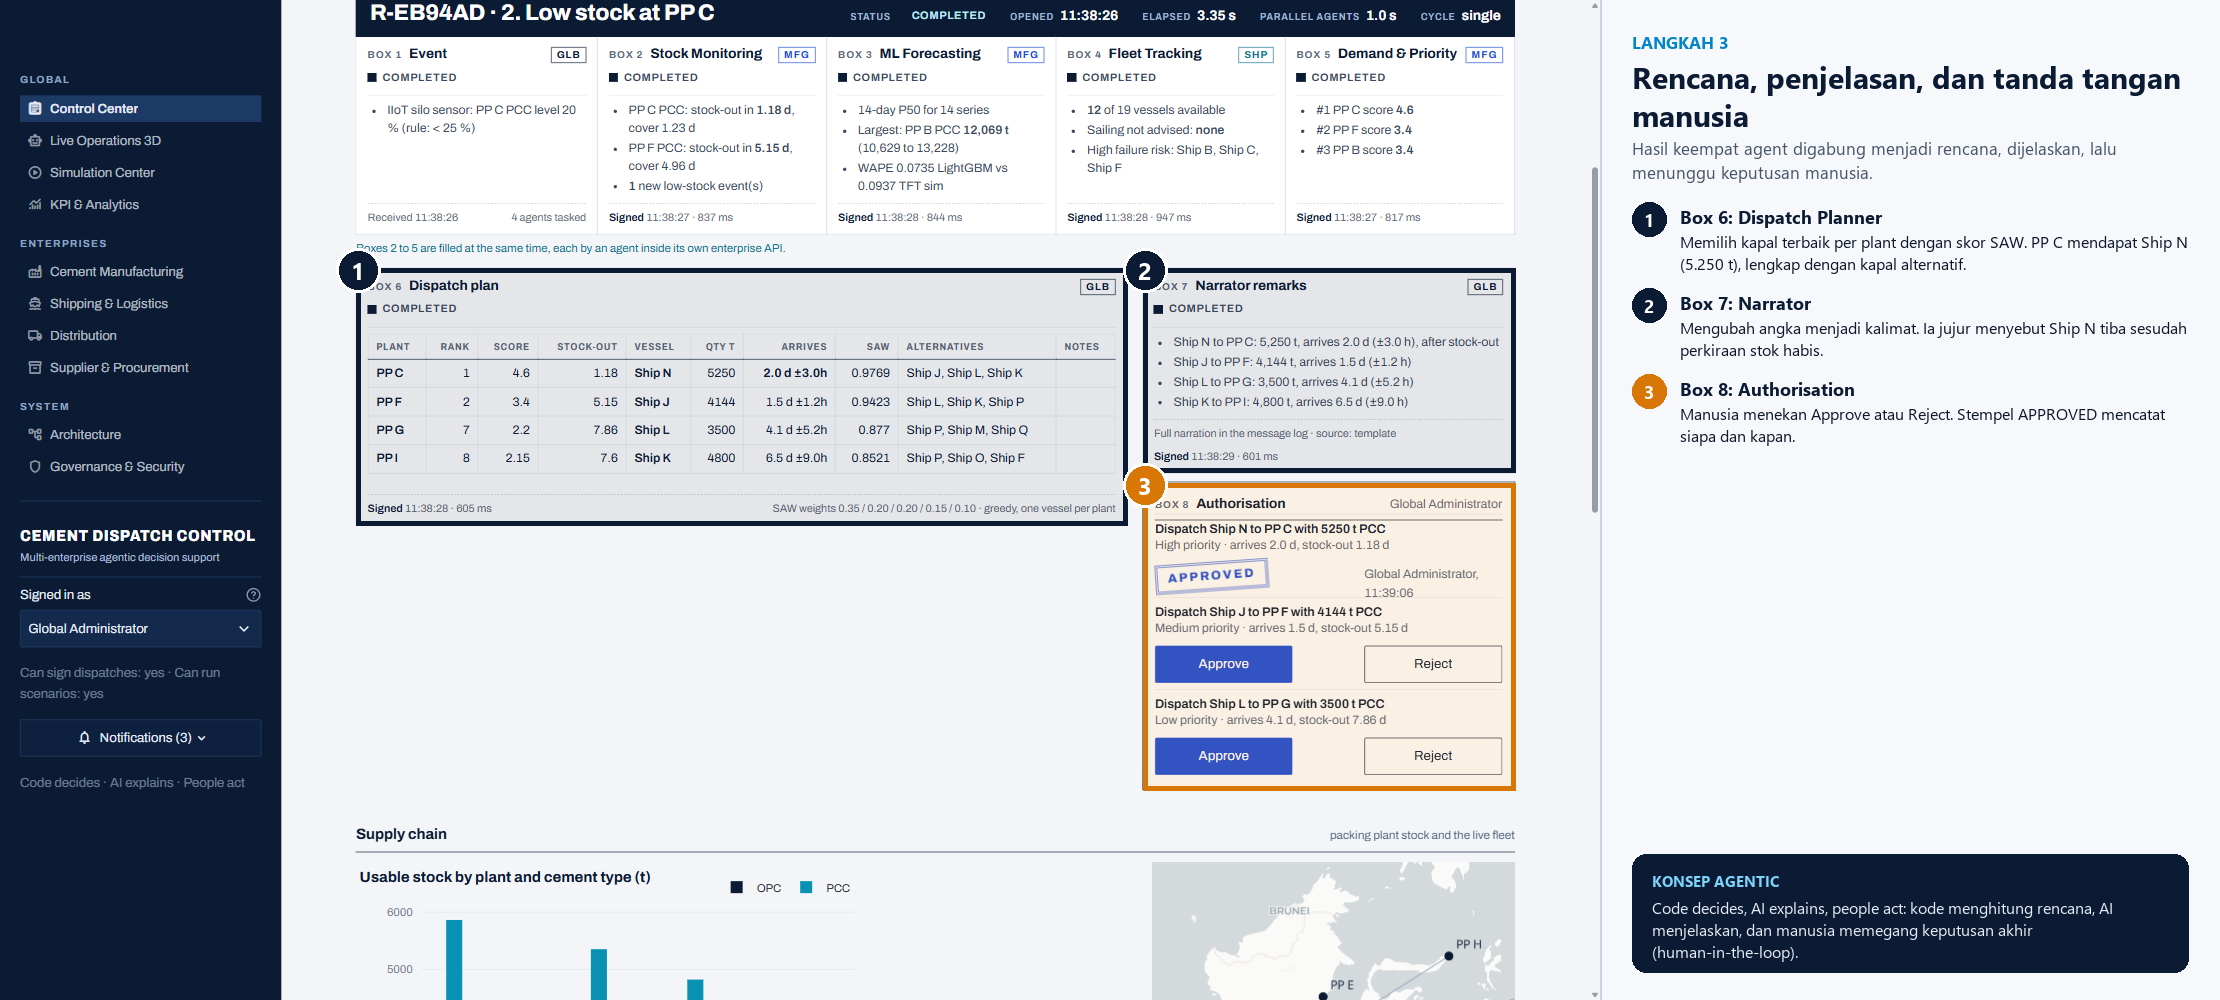 GLOBAL
Control Center
Live Operations 3D
Simulation Center
KPI & Analytics
ENTERPRISES
Cement Manufacturing
Shipping & Logistics
Distribution
Supplier & Procurement
SYSTEM
Architecture
Governance & Security
CEMENT DISPATCH CONTROL
Multi-enterprise agentic decision support
Signed in as
Global Administrator
Can sign dispatches: yes · Can run
scenarios: yes
Notifications (3)
Code decides · AI explains · People act
R-EB94AD · 2. Low stock at PP C
STATUS COMPLETED OPENED 11:38:26 ELAPSED 3.35 s PARALLEL AGENTS 1.0 s CYCLE single
BOX 1 Event GLB
COMPLETED
IIoT silo sensor: PP C PCC level 20
% (rule: < 25 %)
Received 11:38:26 4 agents tasked
BOX 2 Stock Monitoring MFG
COMPLETED
PP C PCC: stock-out in 1.18 d,
cover 1.23 d
PP F PCC: stock-out in 5.15 d,
cover 4.96 d
1 new low-stock event(s)
Signed 11:38:27 · 837 ms
BOX 3 ML Forecasting MFG
COMPLETED
14-day P50 for 14 series
Largest: PP B PCC 12,069 t
(10,629 to 13,228)
WAPE 0.0735 LightGBM vs
0.0937 TFT sim
Signed 11:38:28 · 844 ms
BOX 4 Fleet Tracking SHP
COMPLETED
12 of 19 vessels available
Sailing not advised: none
High failure risk: Ship B, Ship C,
Ship F
Signed 11:38:28 · 947 ms
BOX 5 Demand & Priority MFG
COMPLETED
#1 PP C score 4.6
#2 PP F score 3.4
#3 PP B score 3.4
Signed 11:38:27 · 817 ms
Boxes 2 to 5 are filled at the same time, each by an agent inside its own enterprise API.
1
BOX 6 Dispatch plan GLB
COMPLETED
PLANT RANK SCORE STOCK-OUT VESSEL QTY T ARRIVES SAW ALTERNATIVES NOTES
PP C 1 4.6 1.18 Ship N 5250 2.0 d ±3.0h 0.9769 Ship J, Ship L, Ship K
PP F 2 3.4 5.15 Ship J 4144 1.5 d ±1.2h 0.9423 Ship L, Ship K, Ship P
PP G 7 2.2 7.86 Ship L 3500 4.1 d ±5.2h 0.877 Ship P, Ship M, Ship Q
PP I 8 2.15 7.6 Ship K 4800 6.5 d ±9.0h 0.8521 Ship P, Ship O, Ship F
Signed 11:38:28 · 605 ms SAW weights 0.35 / 0.20 / 0.20 / 0.15 / 0.10 · greedy, one vessel per plant
2
BOX 7 Narrator remarks GLB
COMPLETED
Ship N to PP C: 5,250 t, arrives 2.0 d (±3.0 h), after stock-out
Ship J to PP F: 4,144 t, arrives 1.5 d (±1.2 h)
Ship L to PP G: 3,500 t, arrives 4.1 d (±5.2 h)
Ship K to PP I: 4,800 t, arrives 6.5 d (±9.0 h)
Full narration in the message log · source: template
Signed 11:38:29 · 601 ms
3
BOX 8 Authorisation Global Administrator
Dispatch Ship N to PP C with 5250 t PCC
High priority · arrives 2.0 d, stock-out 1.18 d
APPROVED Global Administrator,
11:39:06
Dispatch Ship J to PP F with 4144 t PCC
Medium priority · arrives 1.5 d, stock-out 5.15 d
Approve Reject
Dispatch Ship L to PP G with 3500 t PCC
Low priority · arrives 4.1 d, stock-out 7.86 d
Approve Reject
Supply chain packing plant stock and the live fleet
Usable stock by plant and cement type (t)
OPC PCC
6000
5000
BRUNEI
PP H
PP E
LANGKAH 3
Rencana, penjelasan, dan tanda tangan
manusia
Hasil keempat agent digabung menjadi rencana, dijelaskan, lalu
menunggu keputusan manusia.
1 Box 6: Dispatch Planner
Memilih kapal terbaik per plant dengan skor SAW. PP C mendapat Ship N
(5.250 t), lengkap dengan kapal alternatif.
2 Box 7: Narrator
Mengubah angka menjadi kalimat. Ia jujur menyebut Ship N tiba sesudah
perkiraan stok habis.
3 Box 8: Authorisation
Manusia menekan Approve atau Reject. Stempel APPROVED mencatat
siapa dan kapan.
KONSEP AGENTIC
Code decides, AI explains, people act: kode menghitung rencana, AI
menjelaskan, dan manusia memegang keputusan akhir
(human-in-the-loop).